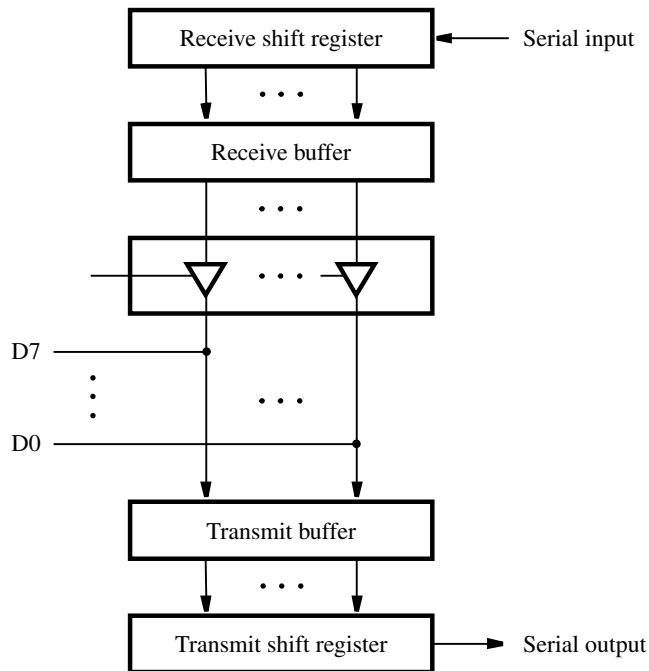 Receive shift register
Serial input
Receive buffer
D7
D0
Transmit buffer
Transmit shift register
Serial output